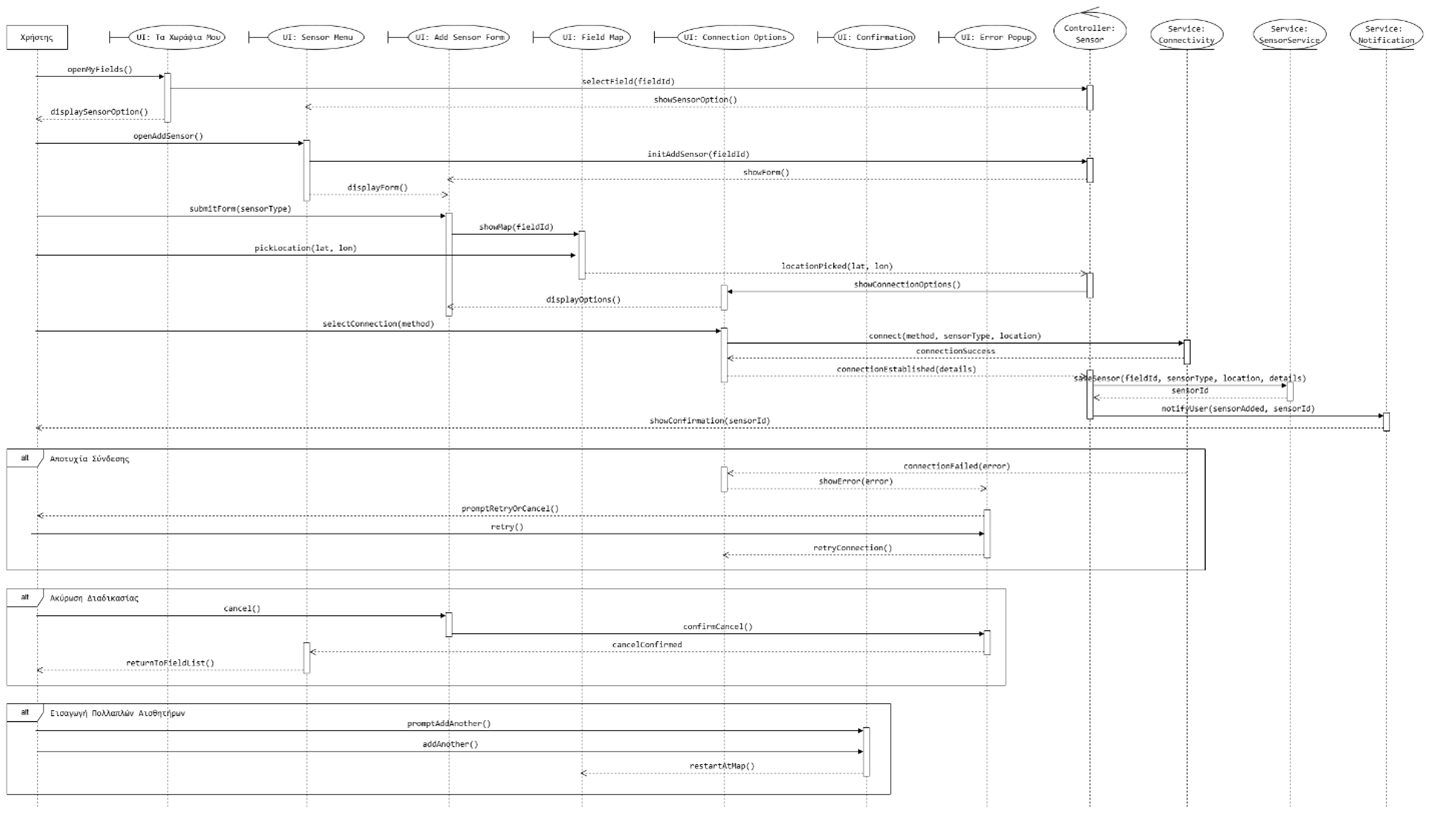 Χρήστης
UI: Τα Χωράφια Μου
UI: Sensor Menu
UI: Add Sensor Form
UI: Field Map
UI: Connection Options
UI: Confirmation
UI: Error Popup
Controller:
Sensor
Service:
Connectivity
Service:
SensorService
Service:
Notification
openMyFields()
selectField(fieldId)
showSensorOption()
displaySensorOption()
openAddSensor()
initAddSensor(fieldId)
showForm()
displayForm()
submitForm(sensorType)
showMap(fieldId)
pickLocation(lat, lon)
locationPicked(lat, lon)
showConnectionOptions()
displayOptions()
selectConnection(method)
connect(method, sensorType, location)
connectionSuccess
connectionEstablished(details)
saveSensor(fieldId, sensorType, location, details)
sensorId
notifyUser(sensorAdded, sensorId)
showConfirmation(sensorId)
alt Αποτυχία Σύνδεσης
connectionFailed(error)
showError(error)
promptRetryOrCancel()
retry()
retryConnection()
alt Ακύρωση Διαδικασίας
cancel()
confirmCancel()
cancelConfirmed
returnToFieldList()
alt Εισαγωγή Πολλαπλών Αισθητήρων
promptAddAnother()
addAnother()
restartAtMap()